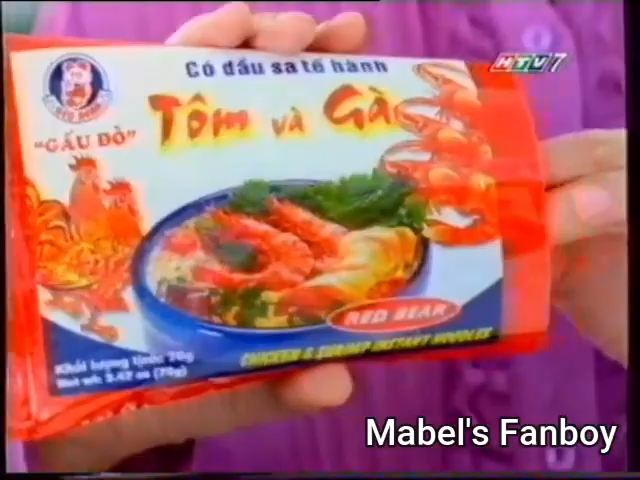 HTV7
Có dầu sa tế hành
Tôm và Gà
RED BEAR
"GẤU ĐỎ"
RED BEAR
CHICKEN & SHRIMP INSTANT NOODLES
Khối lượng tịnh: 70g
Net wt: 2.47 oz (70g)
Mabel's Fanboy